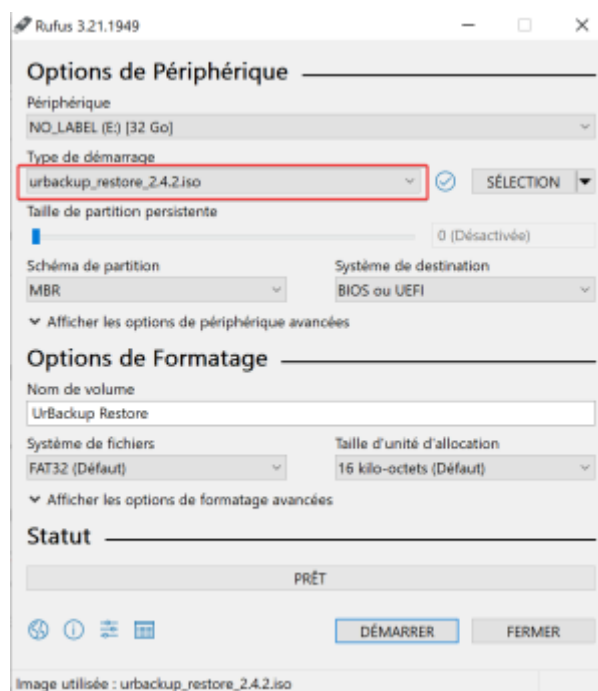 Rufus 3.21.1949
Options de Périphérique
Périphérique
NO_LABEL (E:) [32 Go]
Type de démarrage
urbackup_restore_2.4.2.iso
SÉLECTION
Taille de partition persistente
0 (Désactivée)
Schéma de partition
Système de destination
MBR
BIOS ou UEFI
Afficher les options de périphérique avancées
Options de Formatage
Nom de volume
UrBackup Restore
Système de fichiers
Taille d'unité d'allocation
FAT32 (Défaut)
16 kilo-octets (Défaut)
Afficher les options de formatage avancées
Statut
PRÊT
DÉMARRER
FERMER
Image utilisée : urbackup_restore_2.4.2.iso